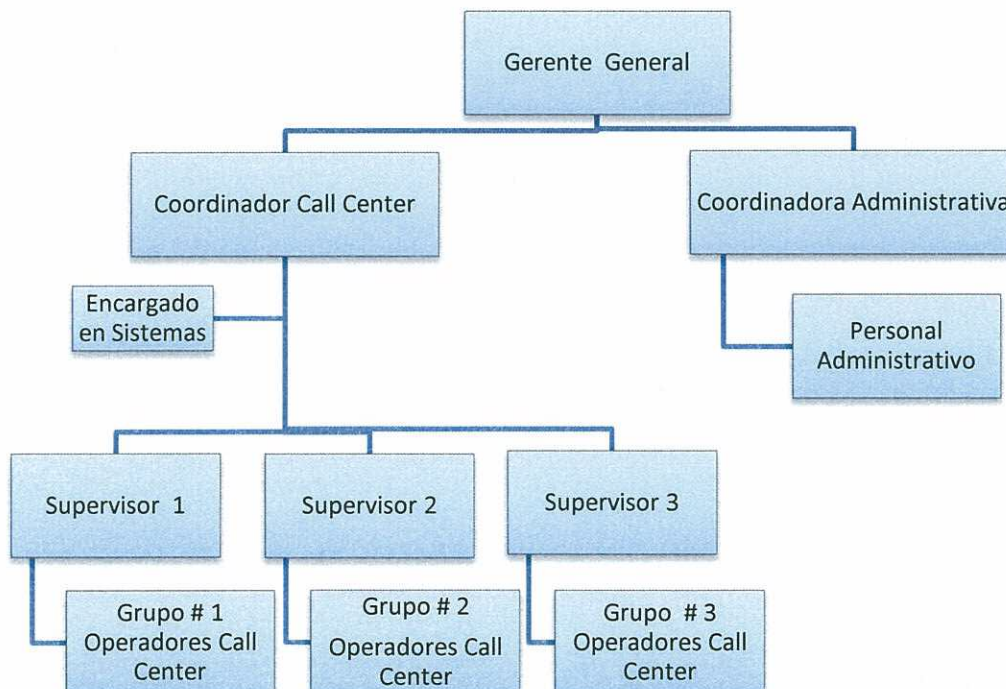 Gerente General
Coordinador Call Center
Coordinadora Administrativa
Encargado
en Sistemas
Personal
Administrativo
Supervisor 1
Supervisor 2
Supervisor 3
Grupo # 1
Operadores Call
Center
Grupo # 2
Operadores Call
Center
Grupo # 3
Operadores Call
Center